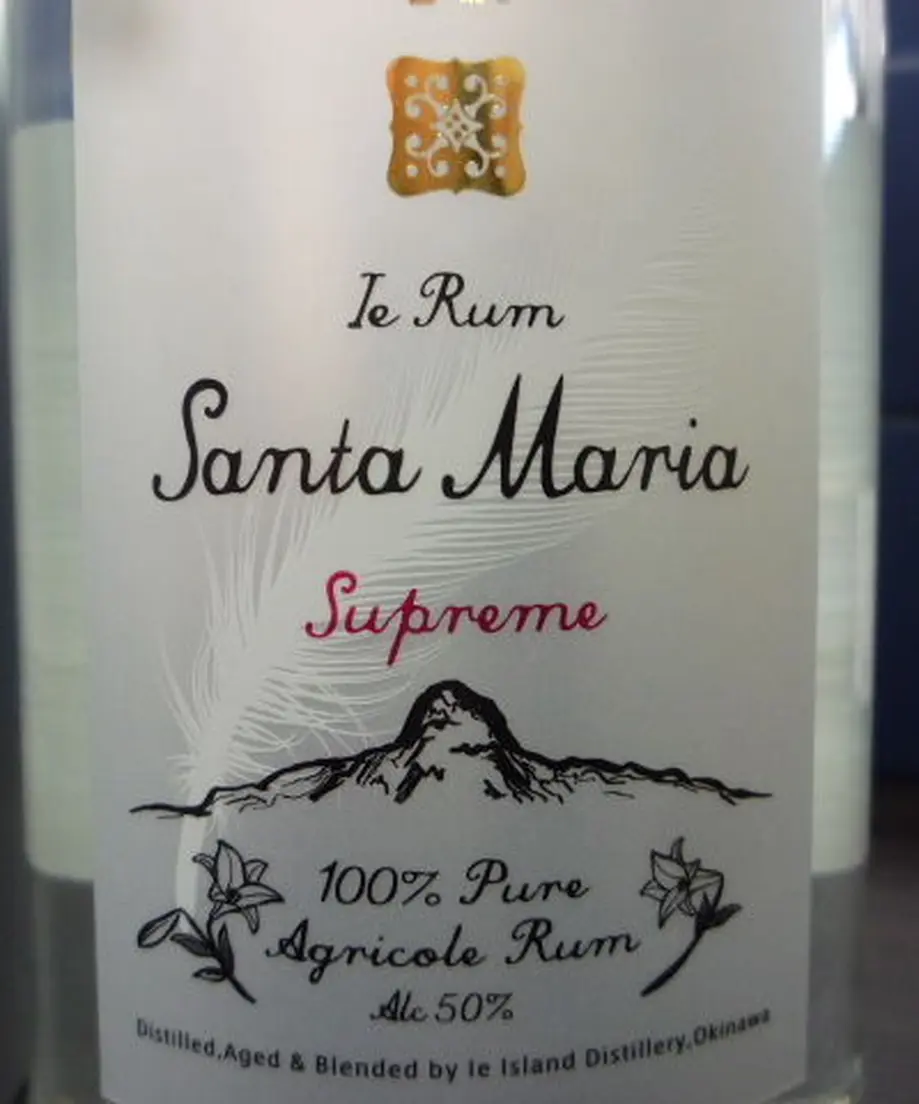 Ie Rum
Santa Maria
Supreme
100% Pure
Agricole Rum
Alc 50%
Distilled,Aged & Blended by Ie Island Distillery,Okinawa